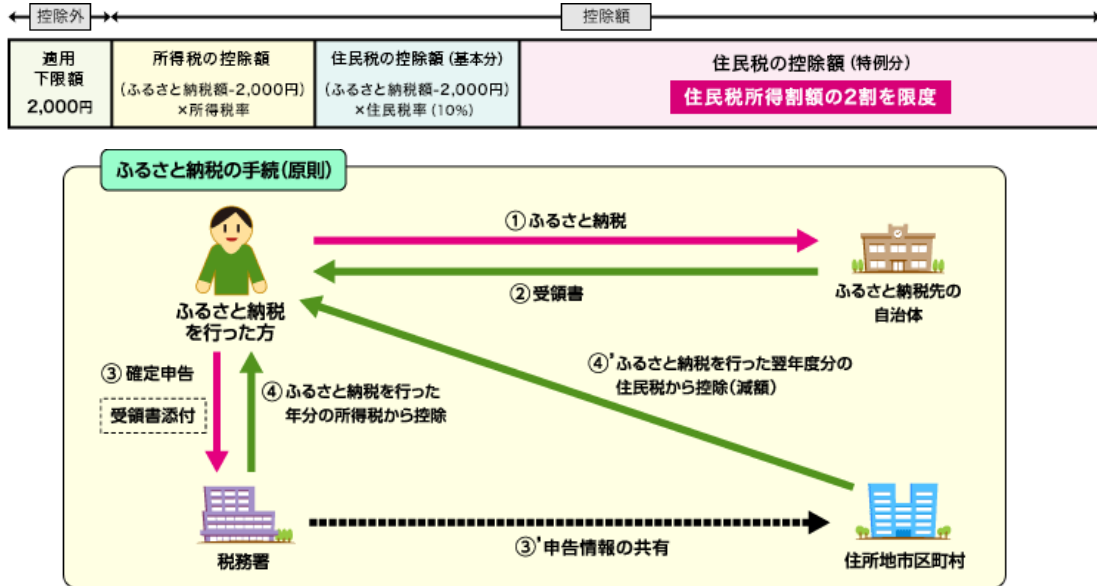 控除外
控除額
適用
下限額
2,000円
所得税の控除額
(ふるさと納税額-2,000円)
×所得税率
住民税の控除額(基本分)
(ふるさと納税額-2,000円)
×住民税率(10%)
住民税の控除額(特例分)
住民税所得割額の2割を限度
ふるさと納税の手続(原則)
①ふるさと納税
②受領書
ふるさと納税
を行った方
ふるさと納税先の
自治体
③確定申告
受領書添付
④ふるさと納税を行った
年分の所得税から控除
④'ふるさと納税を行った翌年度分の
住民税から控除(減額)
税務署
③'申告情報の共有
住所地市区町村